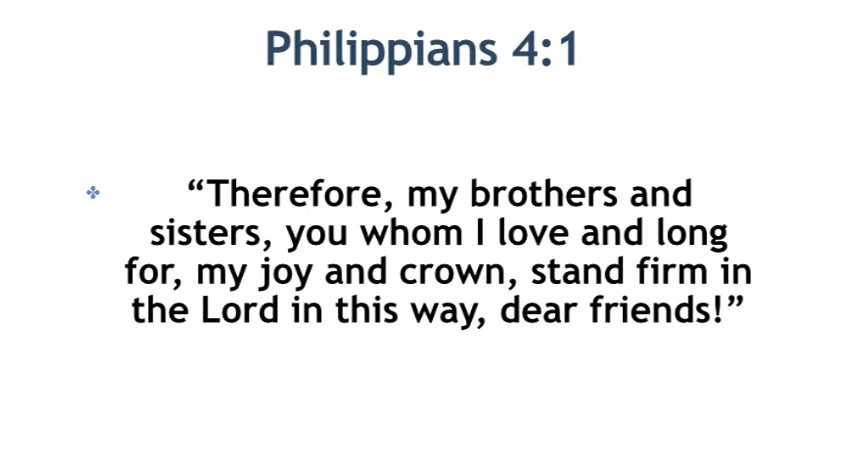 Philippians 4:1
“Therefore, my brothers and
sisters, you whom I love and long
for, my joy and crown, stand firm in
the Lord in this way, dear friends!”